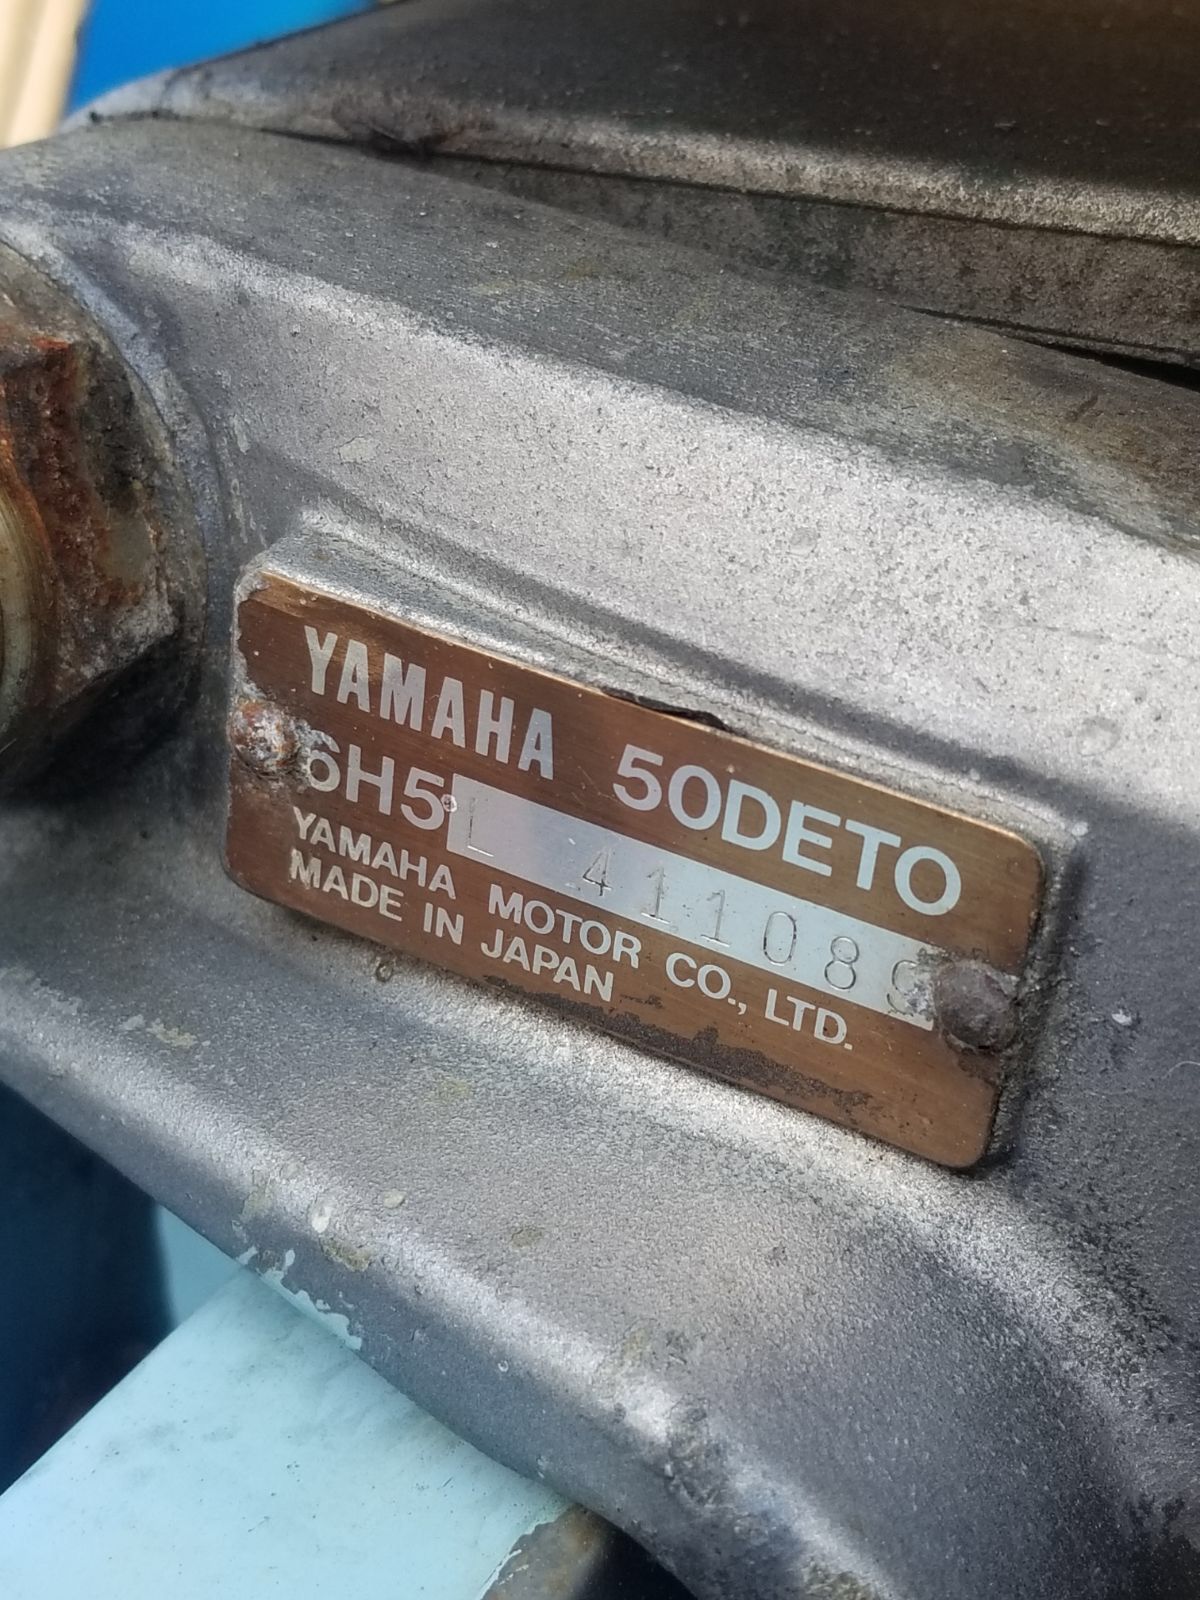 YAMAHA 50DETO
6H5 L 411089
YAMAHA MOTOR CO., LTD.
MADE IN JAPAN